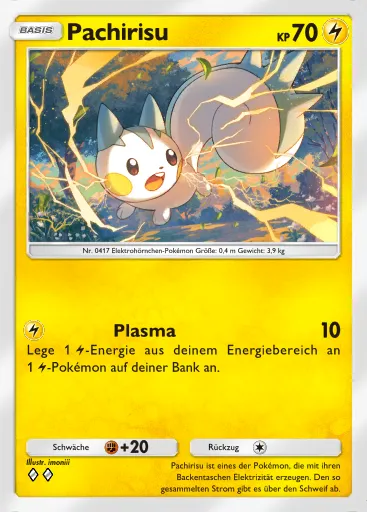 BASIS
Pachirisu
KP 70
Nr. 0417 Elektrohörnchen-Pokémon Größe: 0,4 m Gewicht: 3,9 kg
Plasma 10
Lege 1 -Energie aus deinem Energiebereich an
1 -Pokémon auf deiner Bank an.
Schwäche +20 Rückzug
Illustr. imoniii
Pachirisu ist eines der Pokémon, die mit ihren
Backentaschen Elektrizität erzeugen. Den so
gesammelten Strom gibt es über den Schweif ab.